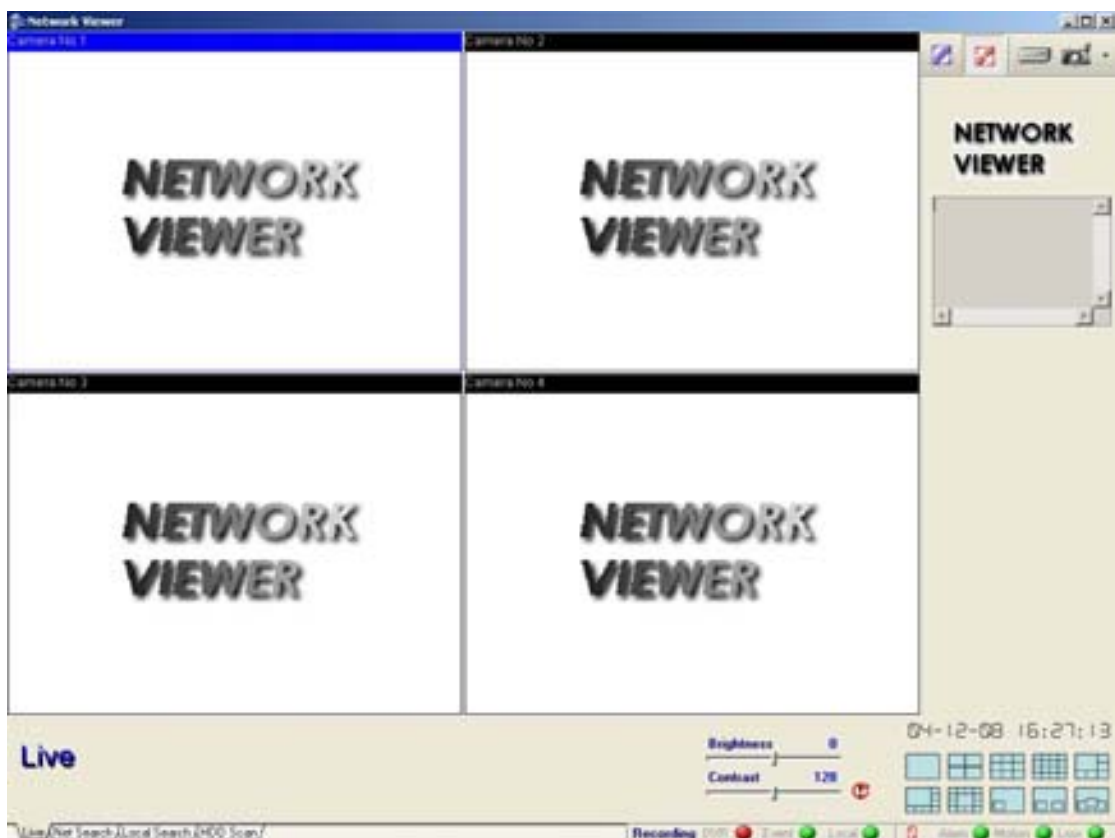 Network Viewer
Camera No 1
Camera No 2
NETWORK
VIEWER
NETWORK
VIEWER
NETWORK
VIEWER
Camera No 3
Camera No 4
NETWORK
VIEWER
NETWORK
VIEWER
Live
Brightness 0
Contrast 128
04-12-08 16:27:13
Live Net Search Local Search HDD Scan
Recording DVR Event Local Alarm Motion Loss